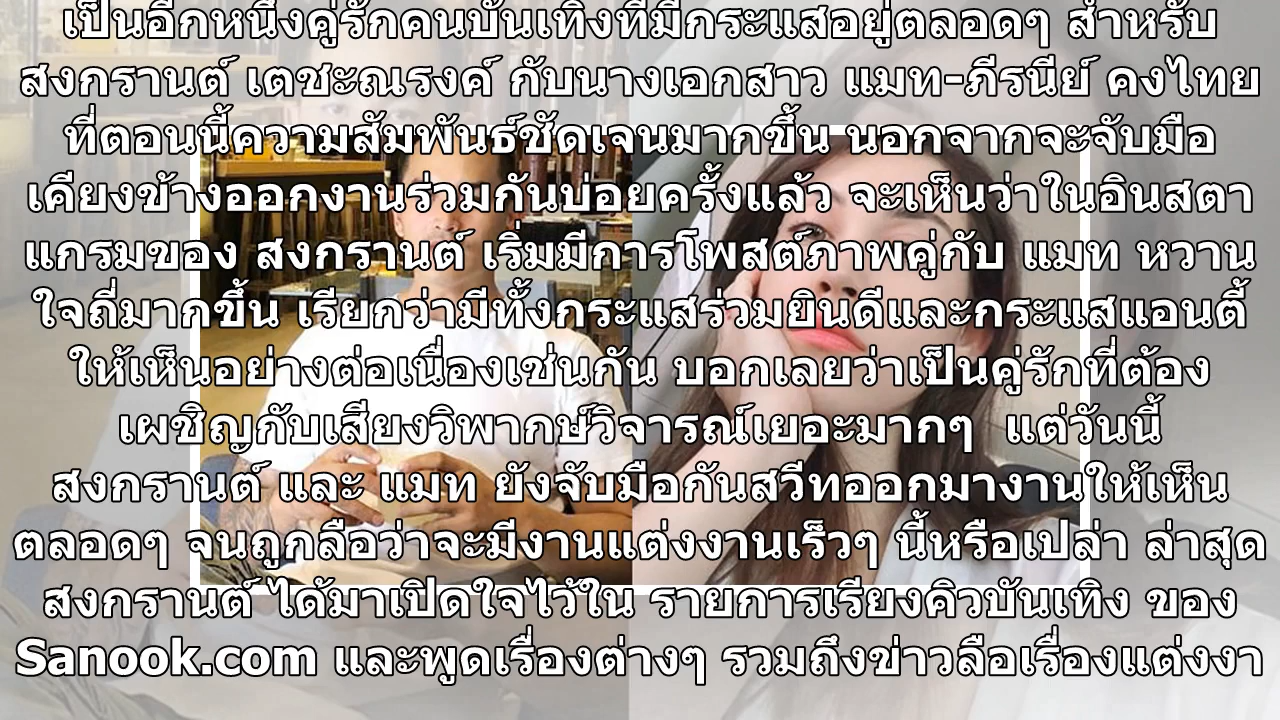 เป็นอีกหนึ่งคู่รักคนบันเทิงที่มีกระแสอยู่ตลอดๆ สำหรับ
สงกรานต์ เตชะณรงค์ กับนางเอกสาว แมท-ภีรนีย์ คงไทย
ที่ตอนนี้ความสัมพันธ์ชัดเจนมากขึ้น นอกจากจะจับมือ
เคียงข้างออกงานร่วมกันบ่อยครั้งแล้ว จะเห็นว่าในอินสตา
แกรมของ สงกรานต์ เริ่มมีการโพสต์ภาพคู่กับ แมท หวาน
ใจถี่มากขึ้น เรียกว่ามีทั้งกระแสร่วมยินดีและกระแสแอนตี้
ให้เห็นอย่างต่อเนื่องเช่นกัน บอกเลยว่าเป็นคู่รักที่ต้อง
เผชิญกับเสียงวิพากษ์วิจารณ์เยอะมากๆ  แต่วันนี้
สงกรานต์ และ แมท ยังจับมือกันสวีทออกมางานให้เห็น
ตลอดๆ จนถูกลือว่าจะมีงานแต่งงานเร็วๆ นี้หรือเปล่า ล่าสุด
สงกรานต์ ได้มาเปิดใจไว้ใน รายการเรียงคิวบันเทิง ของ
Sanook.com และพูดเรื่องต่างๆ รวมถึงข่าวลือเรื่องแต่งงา